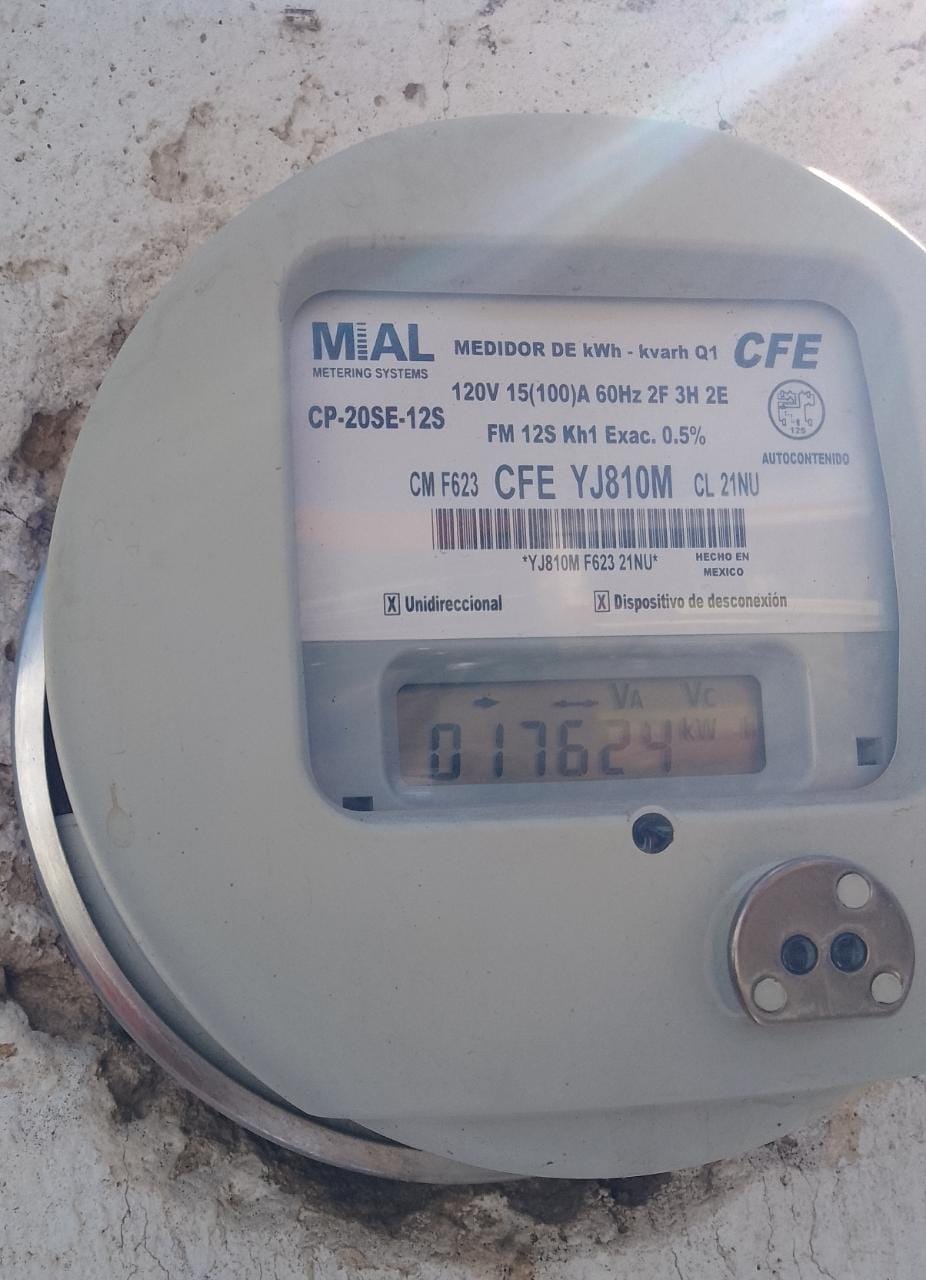 MIAL
METERING SYSTEMS
MEDIDOR DE kWh - kvarh Q1
CFE
120V 15(100)A 60Hz 2F 3H 2E
CP-20SE-12S
FM 12S Kh1 Exac. 0.5%
12S
AUTOCONTENIDO
CM F623 CFE YJ810M CL 21NU
*YJ810M F623 21NU*
HECHO EN
MEXICO
X Unidireccional
X Dispositivo de desconexión
VA VC
017624 kW h